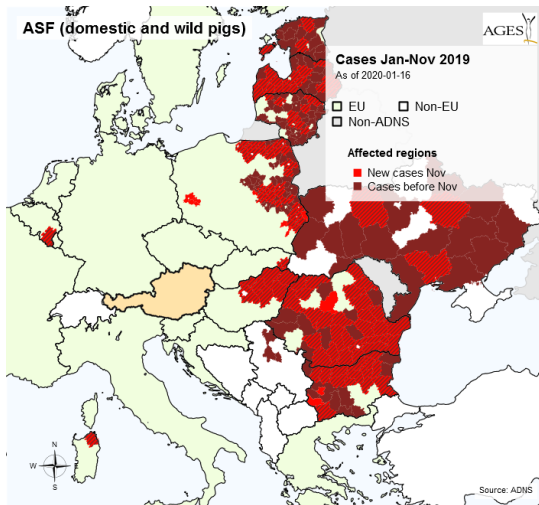 ASF (domestic and wild pigs)
AGES
Cases Jan-Nov 2019
As of 2020-01-16
EU Non-EU
Non-ADNS
Affected regions
New cases Nov
Cases before Nov
N
W E
S
Source: ADNS